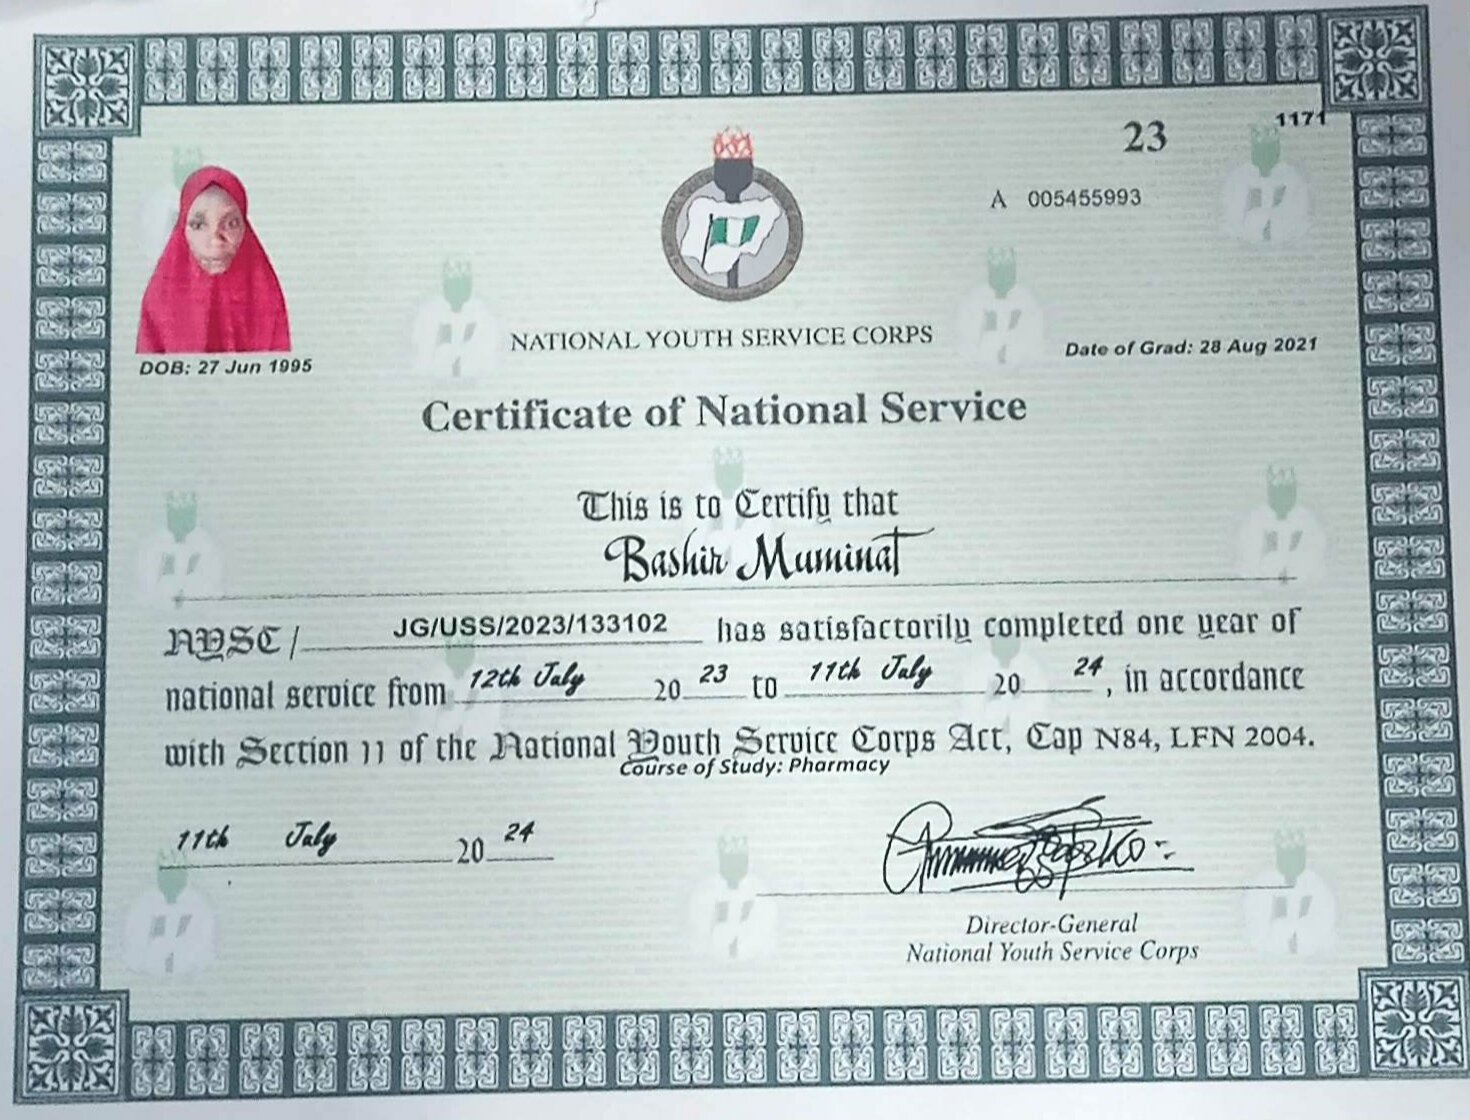 1171
23
A 005455993
NATIONAL YOUTH SERVICE CORPS
DOB: 27 Jun 1995
Date of Grad: 28 Aug 2021
Certificate of National Service
This is to Certify that
Bashir Muminat
NYSC/ JG/USS/2023/133102 has satisfactorily completed one year of
national service from 12th July 20 23 to 11th July 20 24, in accordance
with Section 11 of the National Youth Service Corps Act, Cap N84, LFN 2004.
Course of Study: Pharmacy
11th July 20 24
Director-General
National Youth Service Corps